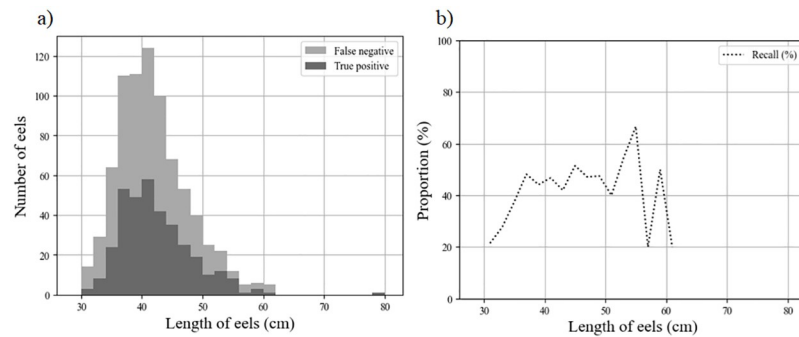 a)
120
100
80
60
40
20
0
Number of eels
False negative
True positive
30 40 50 60 70 80
Length of eels (cm)
b)
100
80
60
40
20
0
Proportion (%)
Recall (%)
30 40 50 60 70 80
Length of eels (cm)